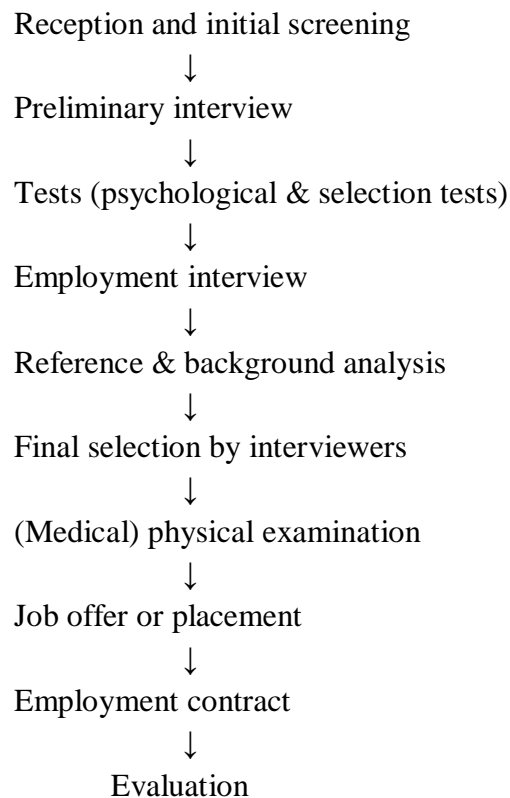 Reception and initial screening
↓
Preliminary interview
↓
Tests (psychological & selection tests)
↓
Employment interview
↓
Reference & background analysis
↓
Final selection by interviewers
↓
(Medical) physical examination
↓
Job offer or placement
↓
Employment contract
↓
Evaluation